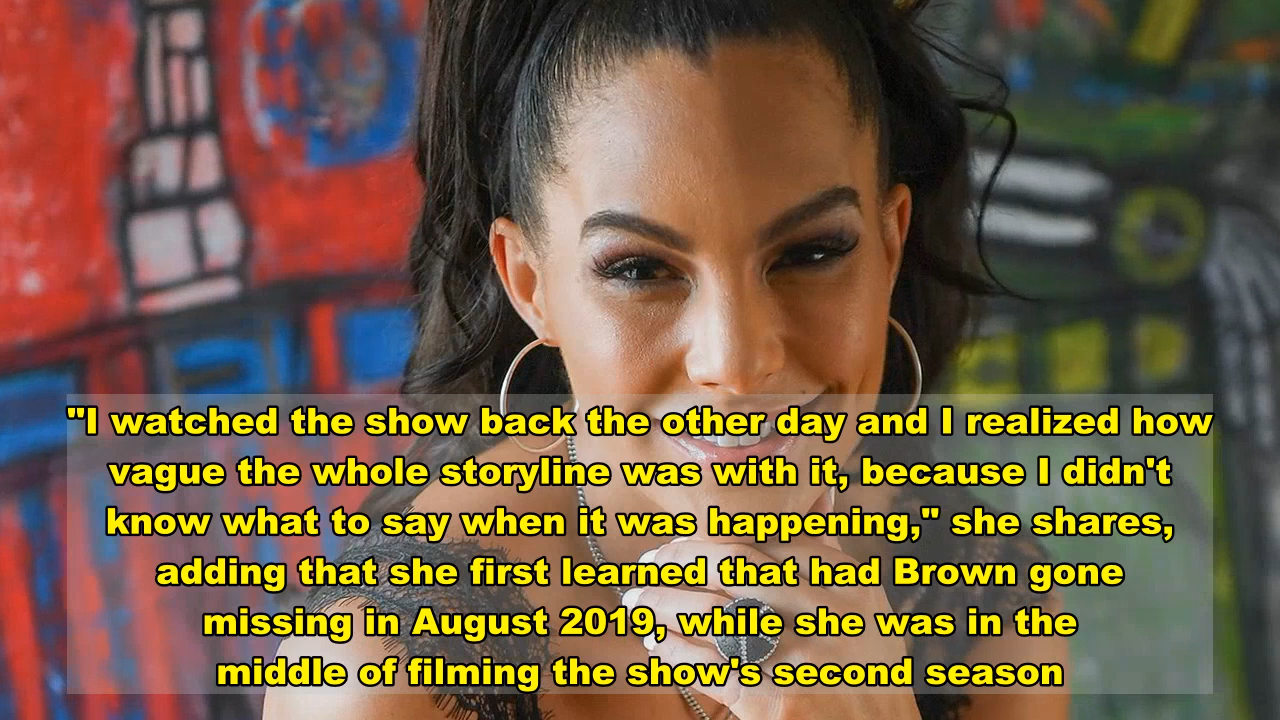 "I watched the show back the other day and I realized how
vague the whole storyline was with it, because I didn't
know what to say when it was happening," she shares,
adding that she first learned that had Brown gone
missing in August 2019, while she was in the
middle of filming the show's second season